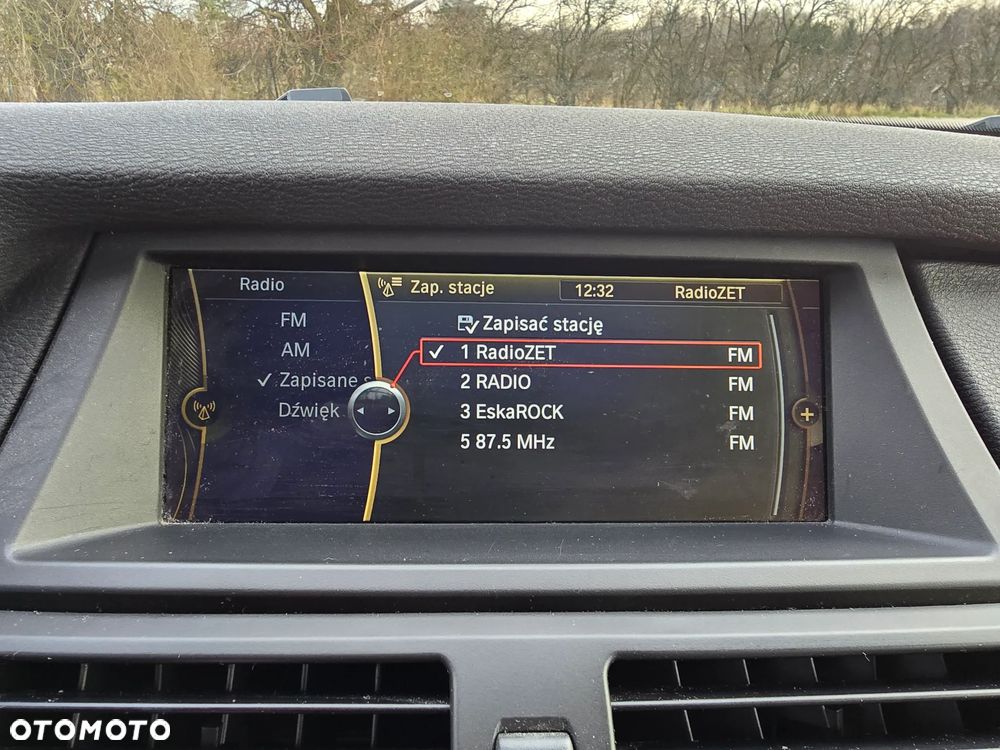 Radio
Zap. stacje
12:32
RadioZET
FM
AM
✓ Zapisane s
Dźwięk
Zapisać stację
✓ 1 RadioZET FM
2 RADIO FM
3 EskaROCK FM
5 87.5 MHz FM
OTOMOTO